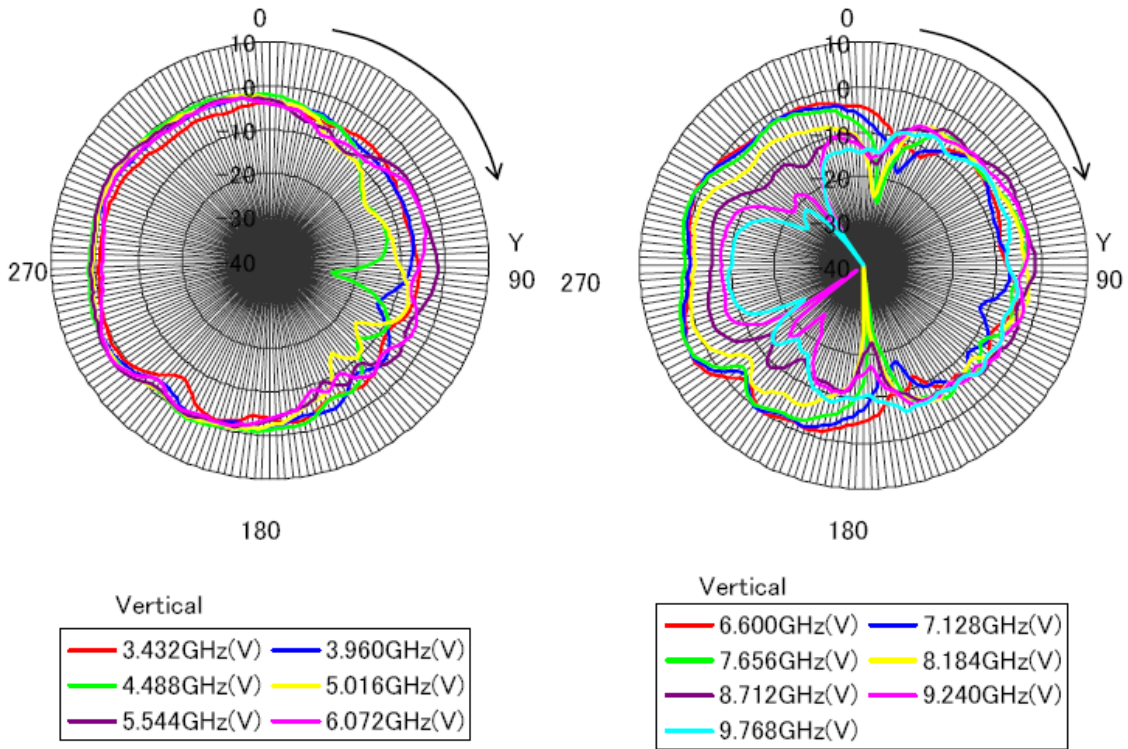 0
10
0
-10
-20
-30
-40
Y
90
270
180
Vertical
3.432GHz(V) 3.960GHz(V)
4.488GHz(V) 5.016GHz(V)
5.544GHz(V) 6.072GHz(V)
0
10
0
10
20
30
40
Y
90
270
180
Vertical
6.600GHz(V) 7.128GHz(V)
7.656GHz(V) 8.184GHz(V)
8.712GHz(V) 9.240GHz(V)
9.768GHz(V)